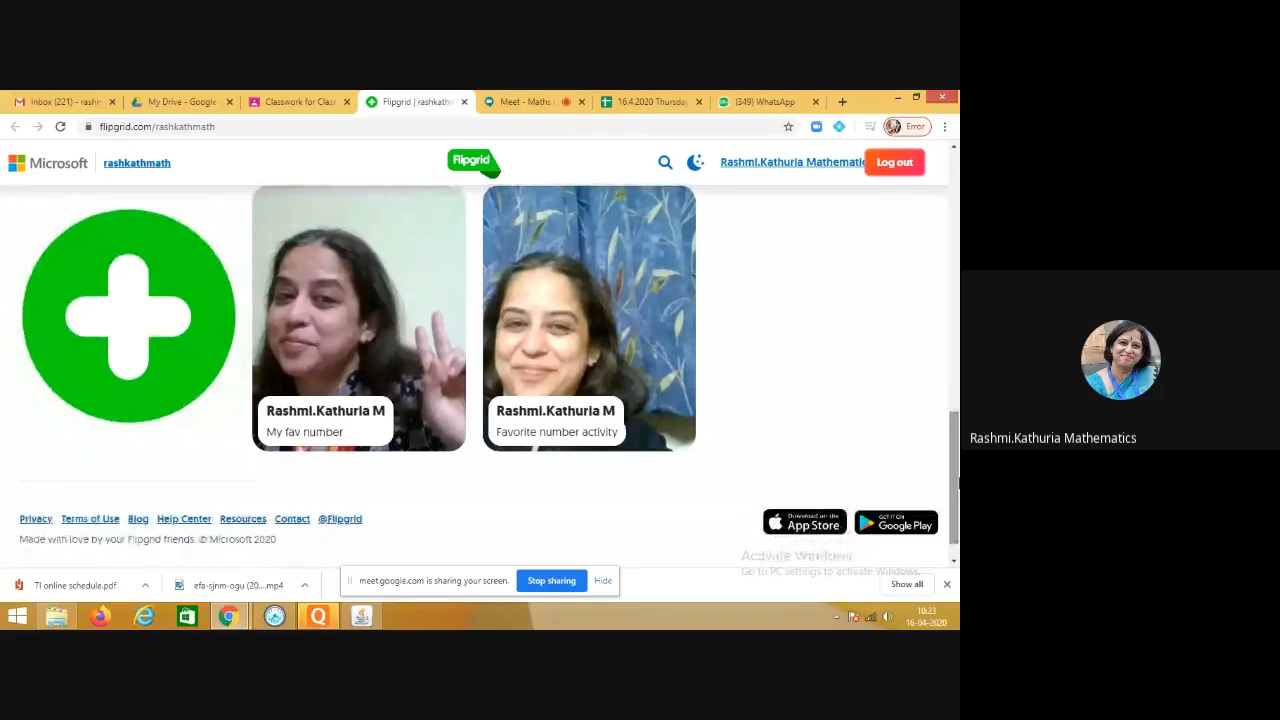 Inbox (221) - rashr
My Drive - Google
Classwork for Class
Flipgrid | rashkathm
Meet - Maths
16.4.2020 Thursday
(349) WhatsApp
flipgrid.com/rashkathmath
Error
Microsoft
rashkathmath
Flipgrid
Rashmi.Kathuria Mathematic
Log out
Rashmi.Kathuria M
My fav number
Rashmi.Kathuria M
Favorite number activity
Rashmi.Kathuria Mathematics
Privacy Terms of Use Blog Help Center Resources Contact @Flipgrid
Made with love by your Flipgrid friends. © Microsoft 2020
Download on the
App Store
GET IT ON
Google Play
Activate Windows
Go to PC settings to activate Windows.
7I online schedule.pdf
efa-sjnm-ogu (20....mp4
meet.google.com is sharing your screen.
Stop sharing
Hide
Show all
10:23
16-04-2020